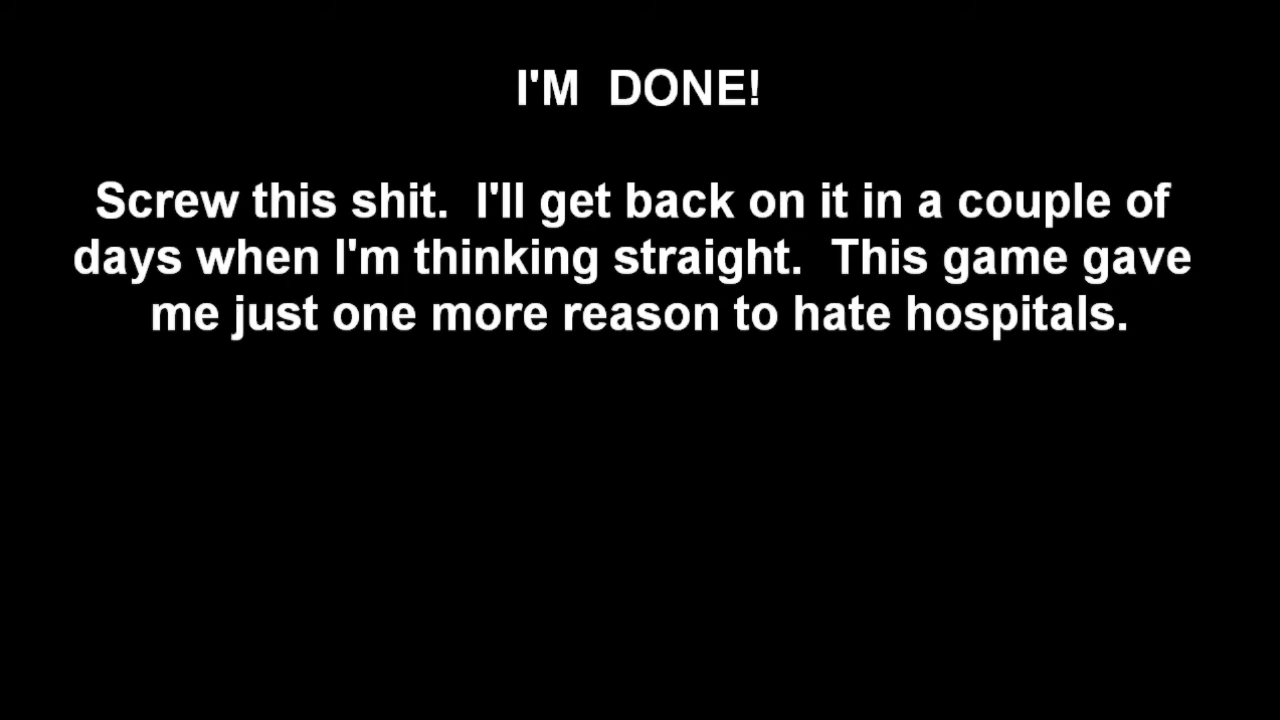 I'M  DONE!
Screw this shit.  I'll get back on it in a couple of
days when I'm thinking straight.  This game gave
me just one more reason to hate hospitals.